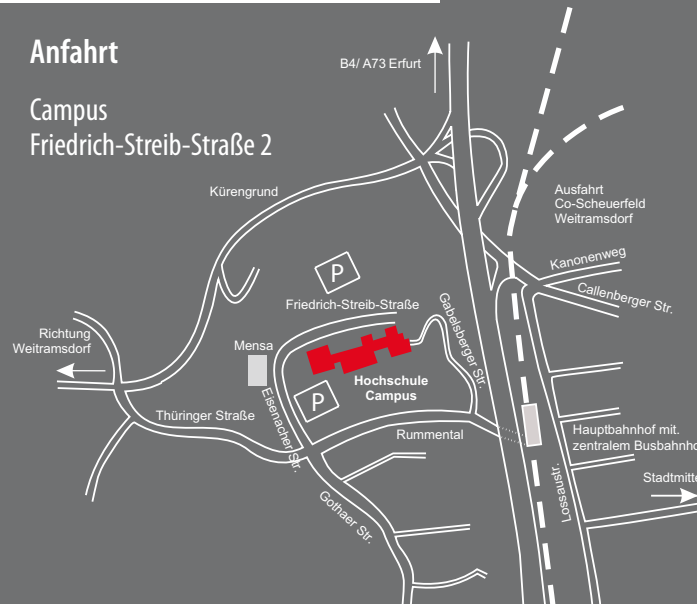 Anfahrt
Campus
Friedrich-Streib-Straße 2
B4/ A73 Erfurt
Kürengrund
Ausfahrt
Co-Scheuerfeld
Weitramsdorf
Kanonenweg
Callenberger Str.
P
Friedrich-Streib-Straße
Gabelsberger Str.
Richtung
Weitramsdorf
Mensa
Hochschule
Campus
P
Eisenacher Str.
Thüringer Straße
Rummental
Hauptbahnhof mit.
zentralem Busbahnho
Lossaustr.
Stadtmitte
Gothaer Str.